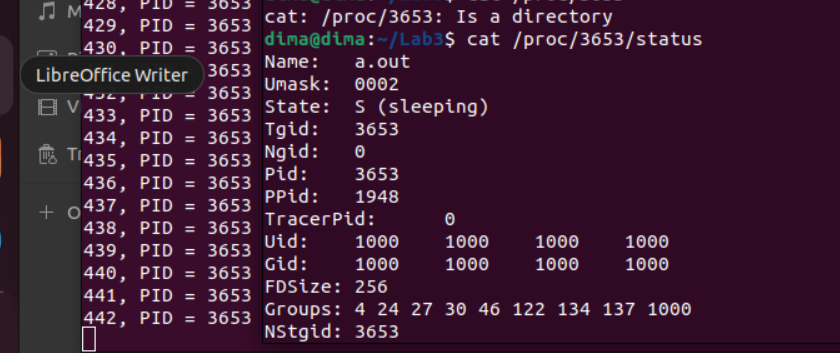 M
LibreOffice Writer
V
Tr
O
428, PID = 3653
429, PID = 3653
430, PID = 3653
3653
432, PID = 3653
433, PID = 3653
434, PID = 3653
435, PID = 3653
436, PID = 3653
437, PID = 3653
438, PID = 3653
439, PID = 3653
440, PID = 3653
441, PID = 3653
442, PID = 3653
cat: /proc/3653: Is a directory
dima@dima:~/Lab3$ cat /proc/3653/status
Name: a.out
Umask: 0002
State: S (sleeping)
Tgid: 3653
Ngid: 0
Pid: 3653
PPid: 1948
TracerPid: 0
Uid: 1000 1000 1000 1000
Gid: 1000 1000 1000 1000
FDSize: 256
Groups: 4 24 27 30 46 122 134 137 1000
NStgid: 3653